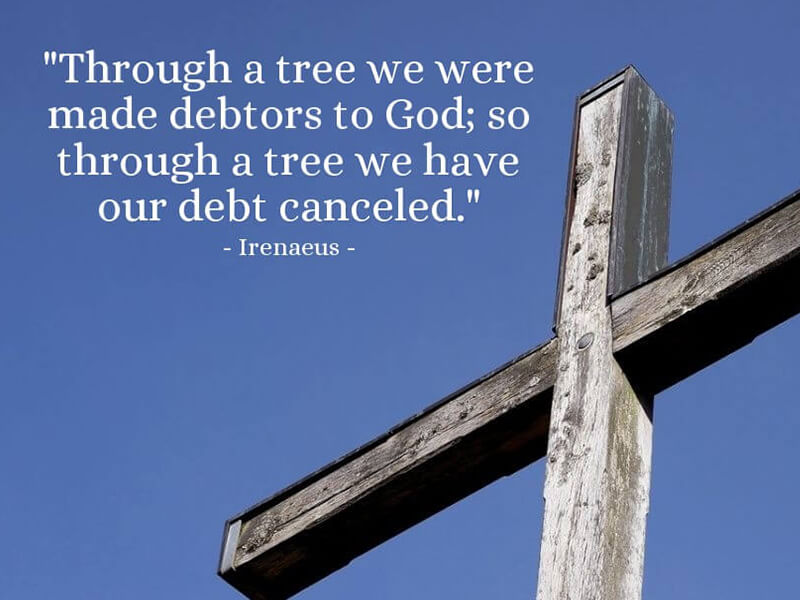 "Through a tree we were
made debtors to God; so
through a tree we have
our debt canceled."
- Irenaeus -